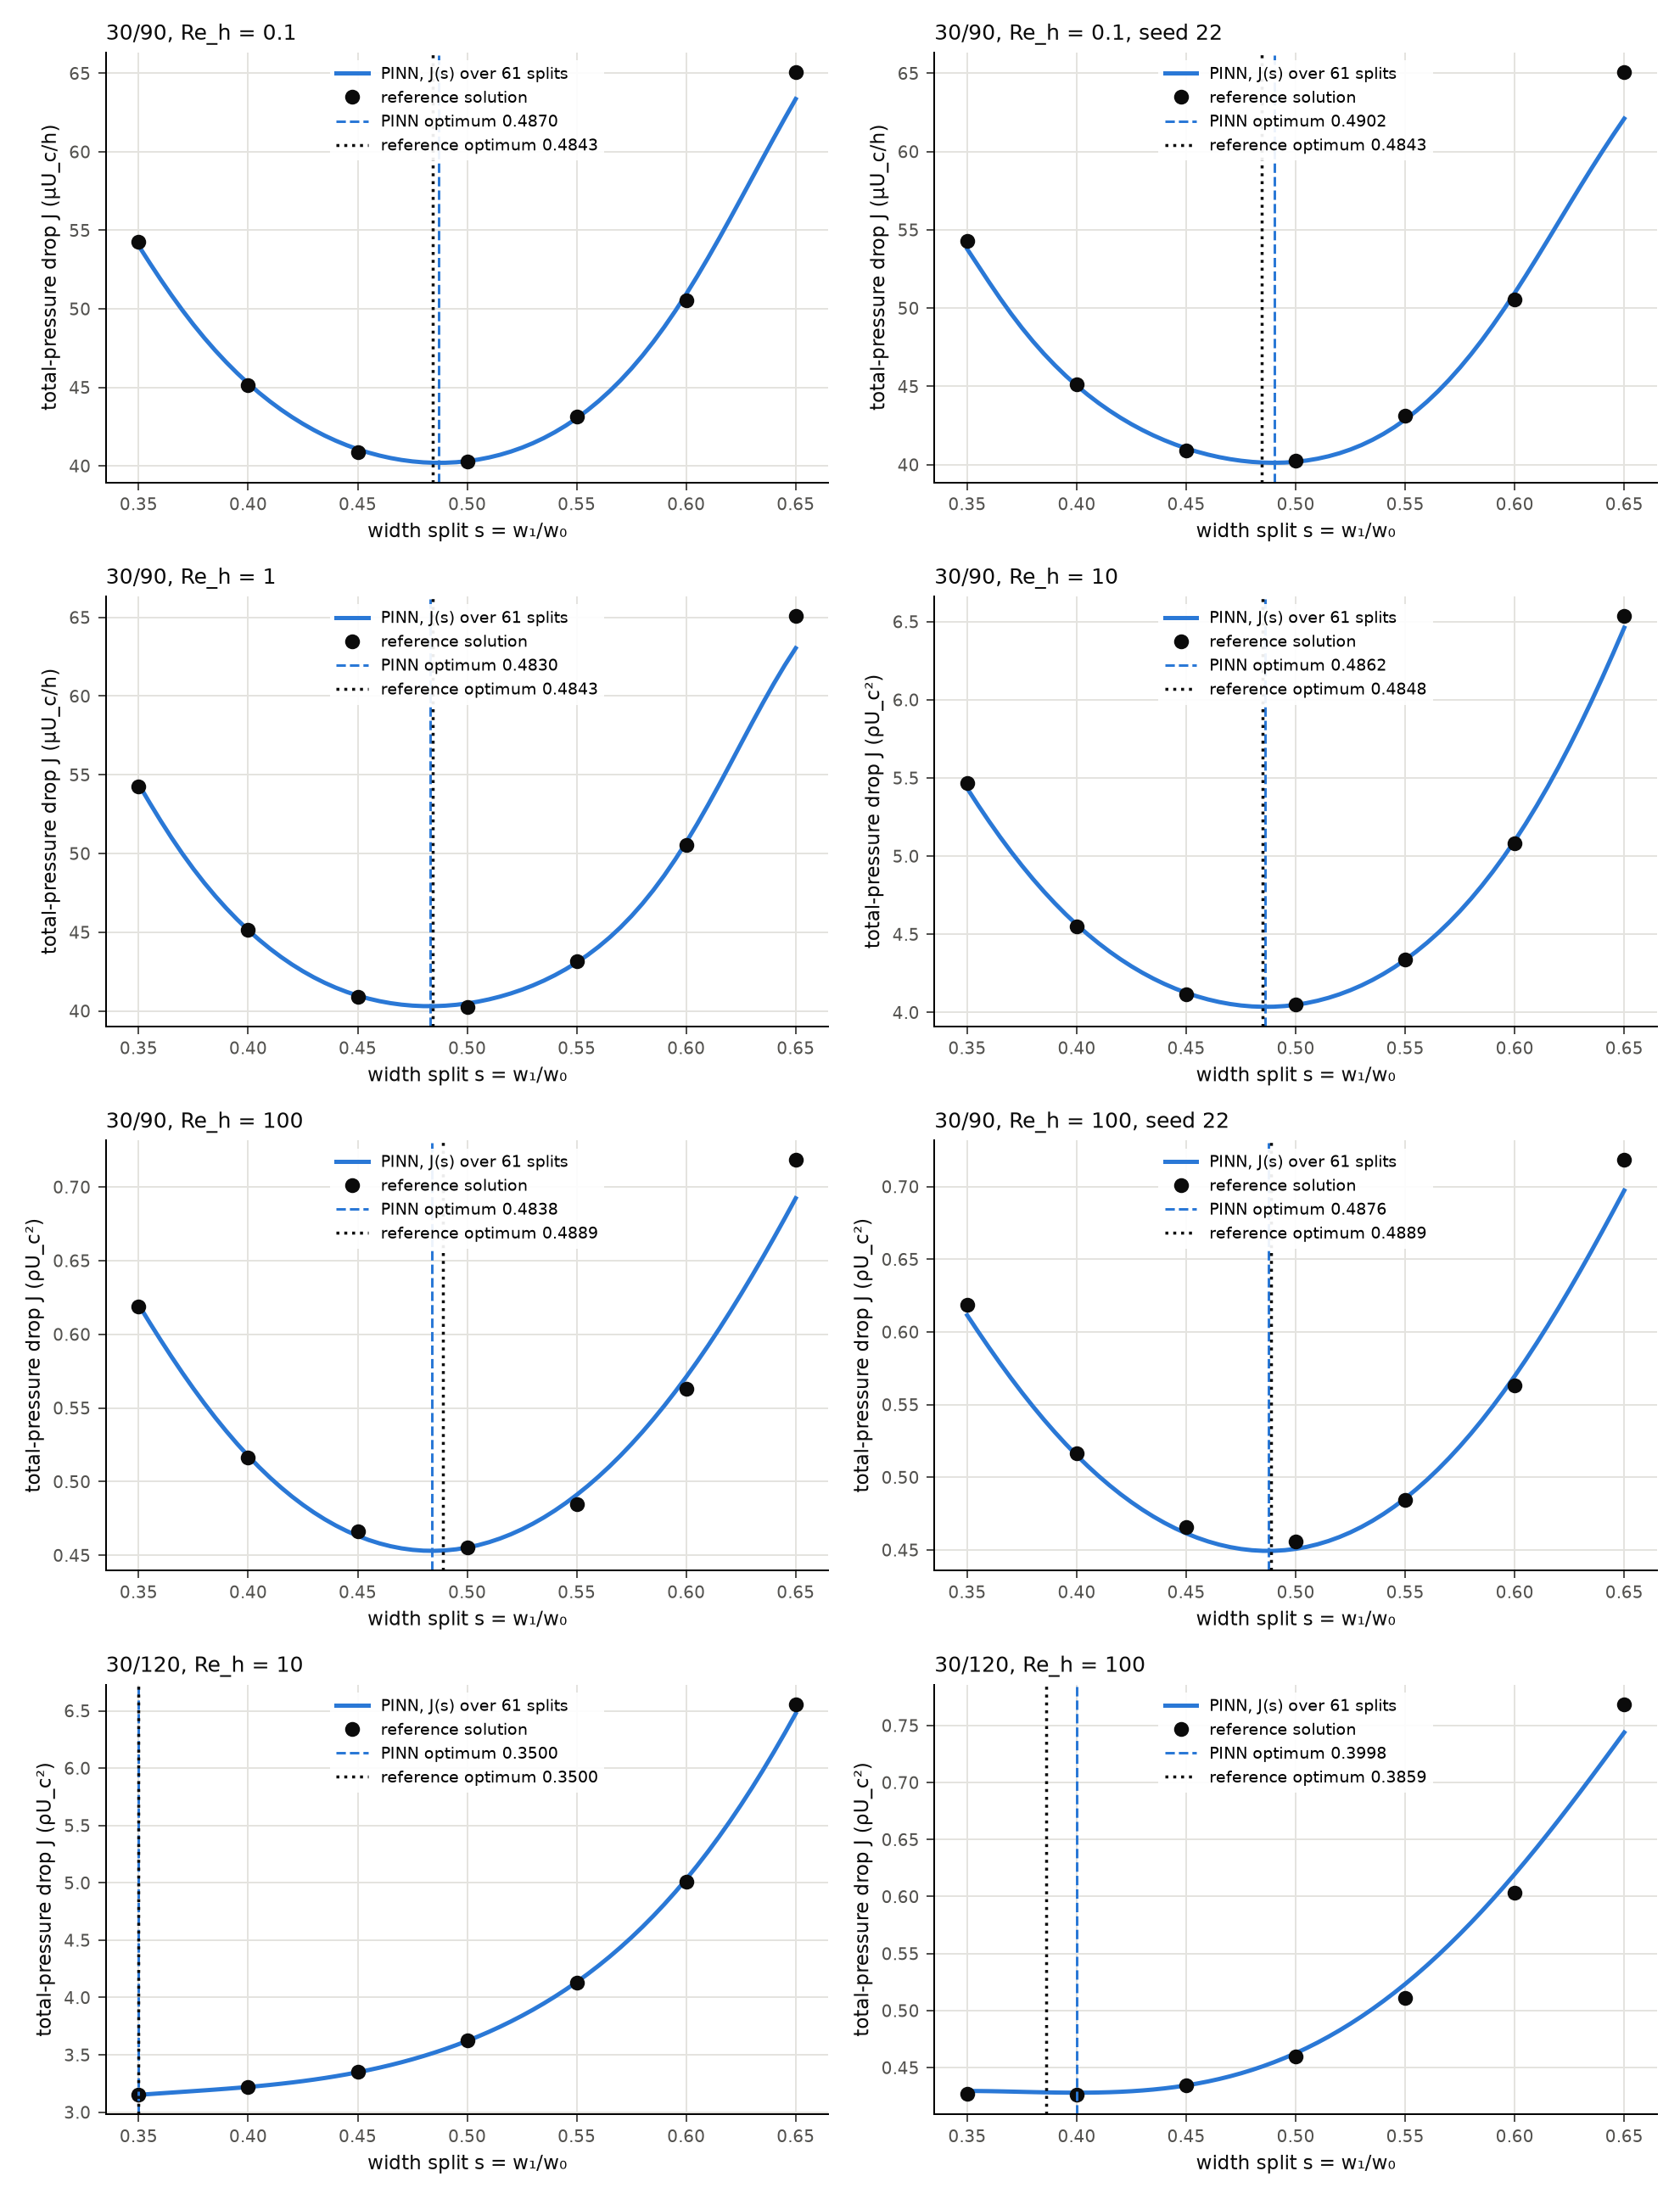 30/90, Re_h = 0.1
PINN, J(s) over 61 splits
reference solution
PINN optimum 0.4870
reference optimum 0.4843
total-pressure drop J (μU_c/h)
65
60
55
50
45
40
0.35 0.40 0.45 0.50 0.55 0.60 0.65
width split s = w₁/w₀
30/90, Re_h = 0.1, seed 22
PINN, J(s) over 61 splits
reference solution
PINN optimum 0.4902
reference optimum 0.4843
total-pressure drop J (μU_c/h)
65
60
55
50
45
40
0.35 0.40 0.45 0.50 0.55 0.60 0.65
width split s = w₁/w₀
30/90, Re_h = 1
PINN, J(s) over 61 splits
reference solution
PINN optimum 0.4830
reference optimum 0.4843
total-pressure drop J (μU_c/h)
65
60
55
50
45
40
0.35 0.40 0.45 0.50 0.55 0.60 0.65
width split s = w₁/w₀
30/90, Re_h = 10
PINN, J(s) over 61 splits
reference solution
PINN optimum 0.4862
reference optimum 0.4848
total-pressure drop J (ρU_c²)
6.5
6.0
5.5
5.0
4.5
4.0
0.35 0.40 0.45 0.50 0.55 0.60 0.65
width split s = w₁/w₀
30/90, Re_h = 100
PINN, J(s) over 61 splits
reference solution
PINN optimum 0.4838
reference optimum 0.4889
total-pressure drop J (ρU_c²)
0.70
0.65
0.60
0.55
0.50
0.45
0.35 0.40 0.45 0.50 0.55 0.60 0.65
width split s = w₁/w₀
30/90, Re_h = 100, seed 22
PINN, J(s) over 61 splits
reference solution
PINN optimum 0.4876
reference optimum 0.4889
total-pressure drop J (ρU_c²)
0.70
0.65
0.60
0.55
0.50
0.45
0.35 0.40 0.45 0.50 0.55 0.60 0.65
width split s = w₁/w₀
30/120, Re_h = 10
PINN, J(s) over 61 splits
reference solution
PINN optimum 0.3500
reference optimum 0.3500
total-pressure drop J (ρU_c²)
6.5
6.0
5.5
5.0
4.5
4.0
3.5
3.0
0.35 0.40 0.45 0.50 0.55 0.60 0.65
width split s = w₁/w₀
30/120, Re_h = 100
PINN, J(s) over 61 splits
reference solution
PINN optimum 0.3998
reference optimum 0.3859
total-pressure drop J (ρU_c²)
0.75
0.70
0.65
0.60
0.55
0.50
0.45
0.35 0.40 0.45 0.50 0.55 0.60 0.65
width split s = w₁/w₀